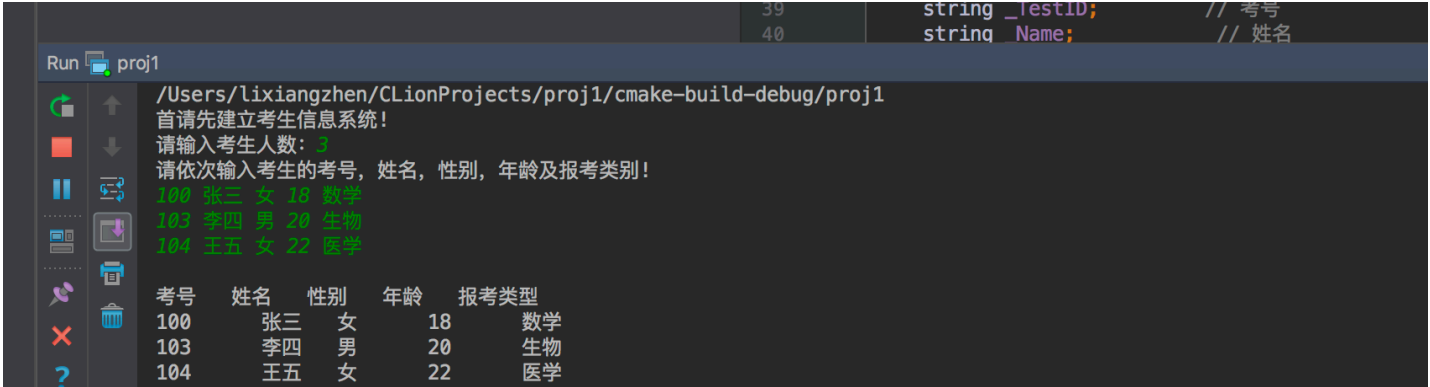 39 string _TestID; // 考号
40 string _Name; // 姓名
Run proj1
/Users/lixiangzhen/CLionProjects/proj1/cmake-build-debug/proj1
首请先建立考生信息系统！
请输入考生人数：3
请依次输入考生的考号，姓名，性别，年龄及报考类别！
100 张三 女 18 数学
103 李四 男 20 生物
104 王五 女 22 医学
考号 姓名 性别 年龄 报考类型
100 张三 女 18 数学
103 李四 男 20 生物
104 王五 女 22 医学